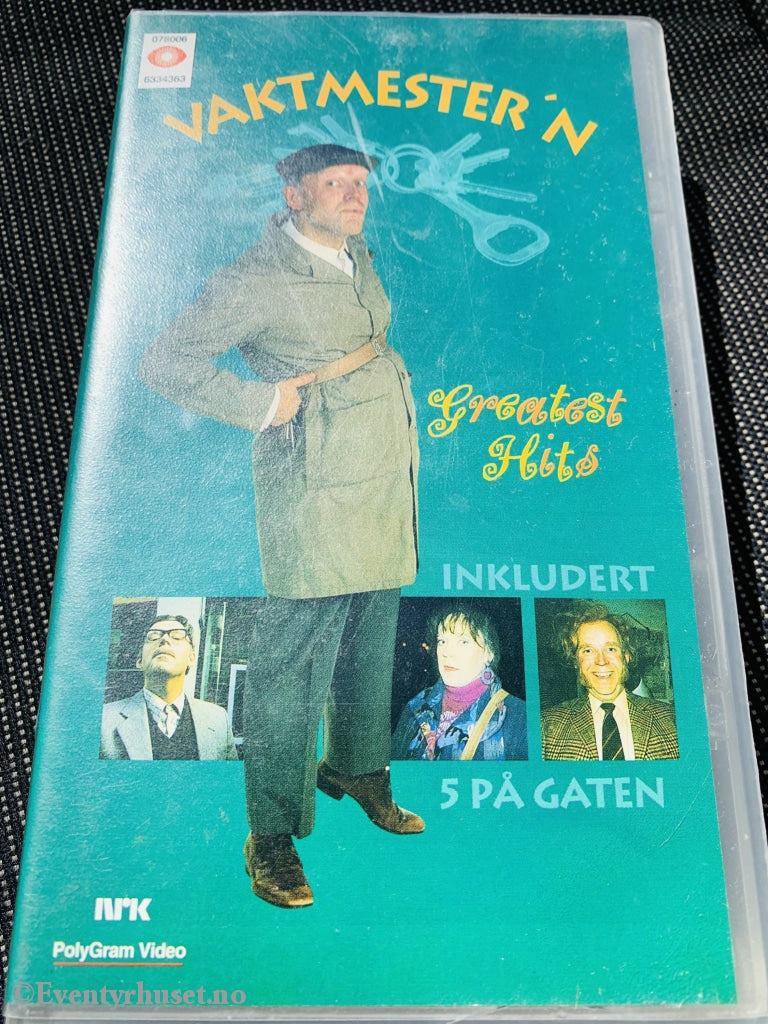 078006
6334363
VAKTMESTER´N
Greatest
Hits
INKLUDERT
5 PÅ GATEN
NRK
PolyGram Video
©Eventyrhuset.no